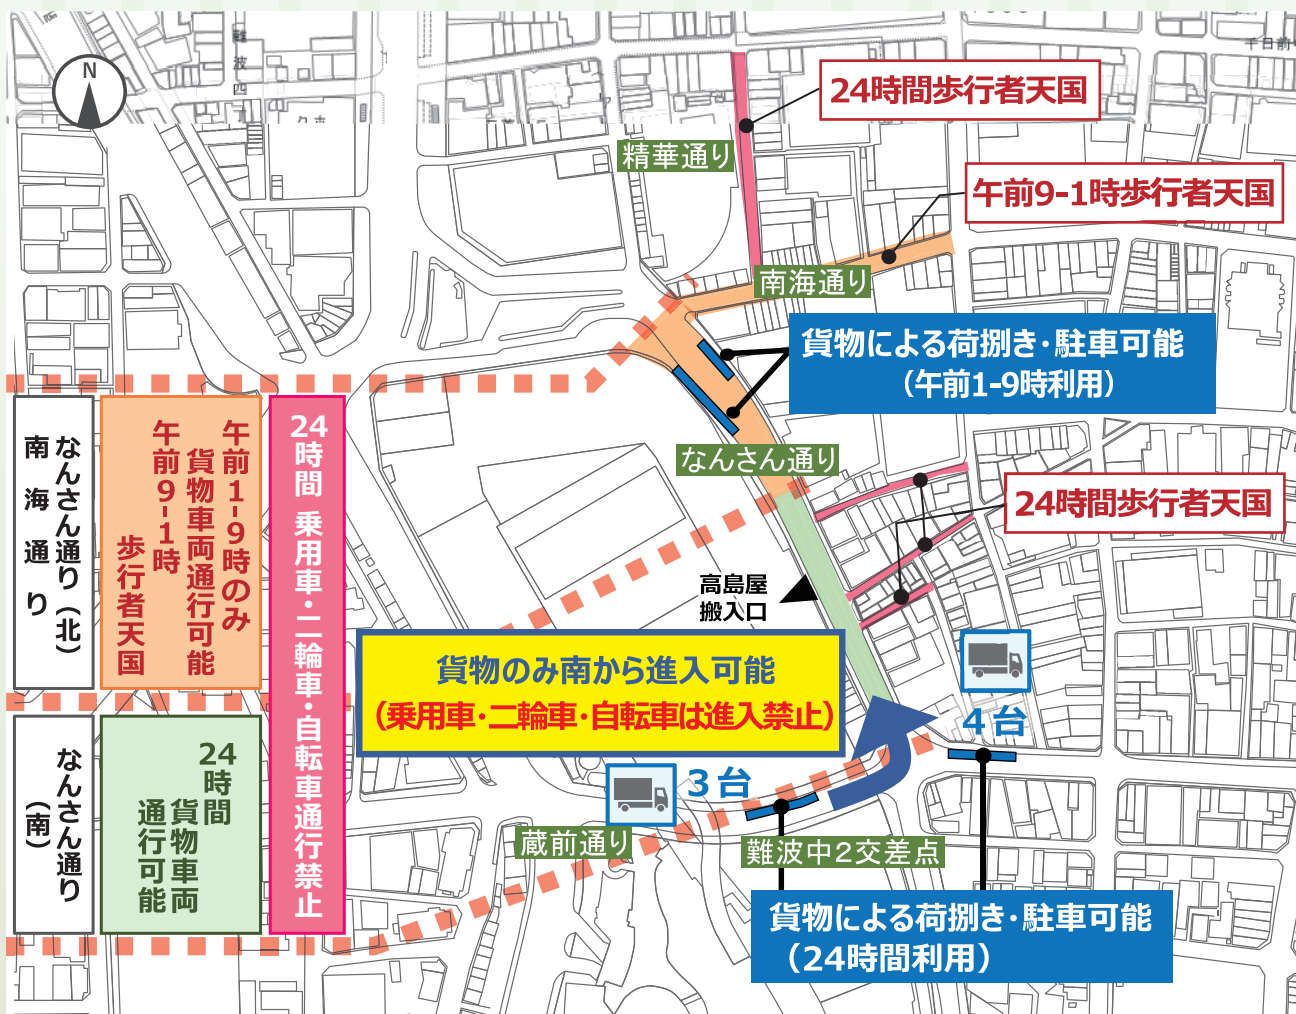 難波四
千日前
N
24時間歩行者天国
精華通り
午前9-1時歩行者天国
南海通り
貨物による荷捌き・駐車可能
（午前1-9時利用）
なんさん通り
24時間歩行者天国
高島屋
搬入口
貨物のみ南から進入可能
（乗用車・二輪車・自転車は進入禁止）
4台
3台
蔵前通り
難波中2交差点
貨物による荷捌き・駐車可能
（24時間利用）
なんさん通り（北）
南海通り
午前1-9時のみ
貨物車両通行可能
午前9-1時
歩行者天国
24時間 乗用車・二輪車・自転車通行禁止
なんさん通り
（南）
24時間
貨物車両
通行可能